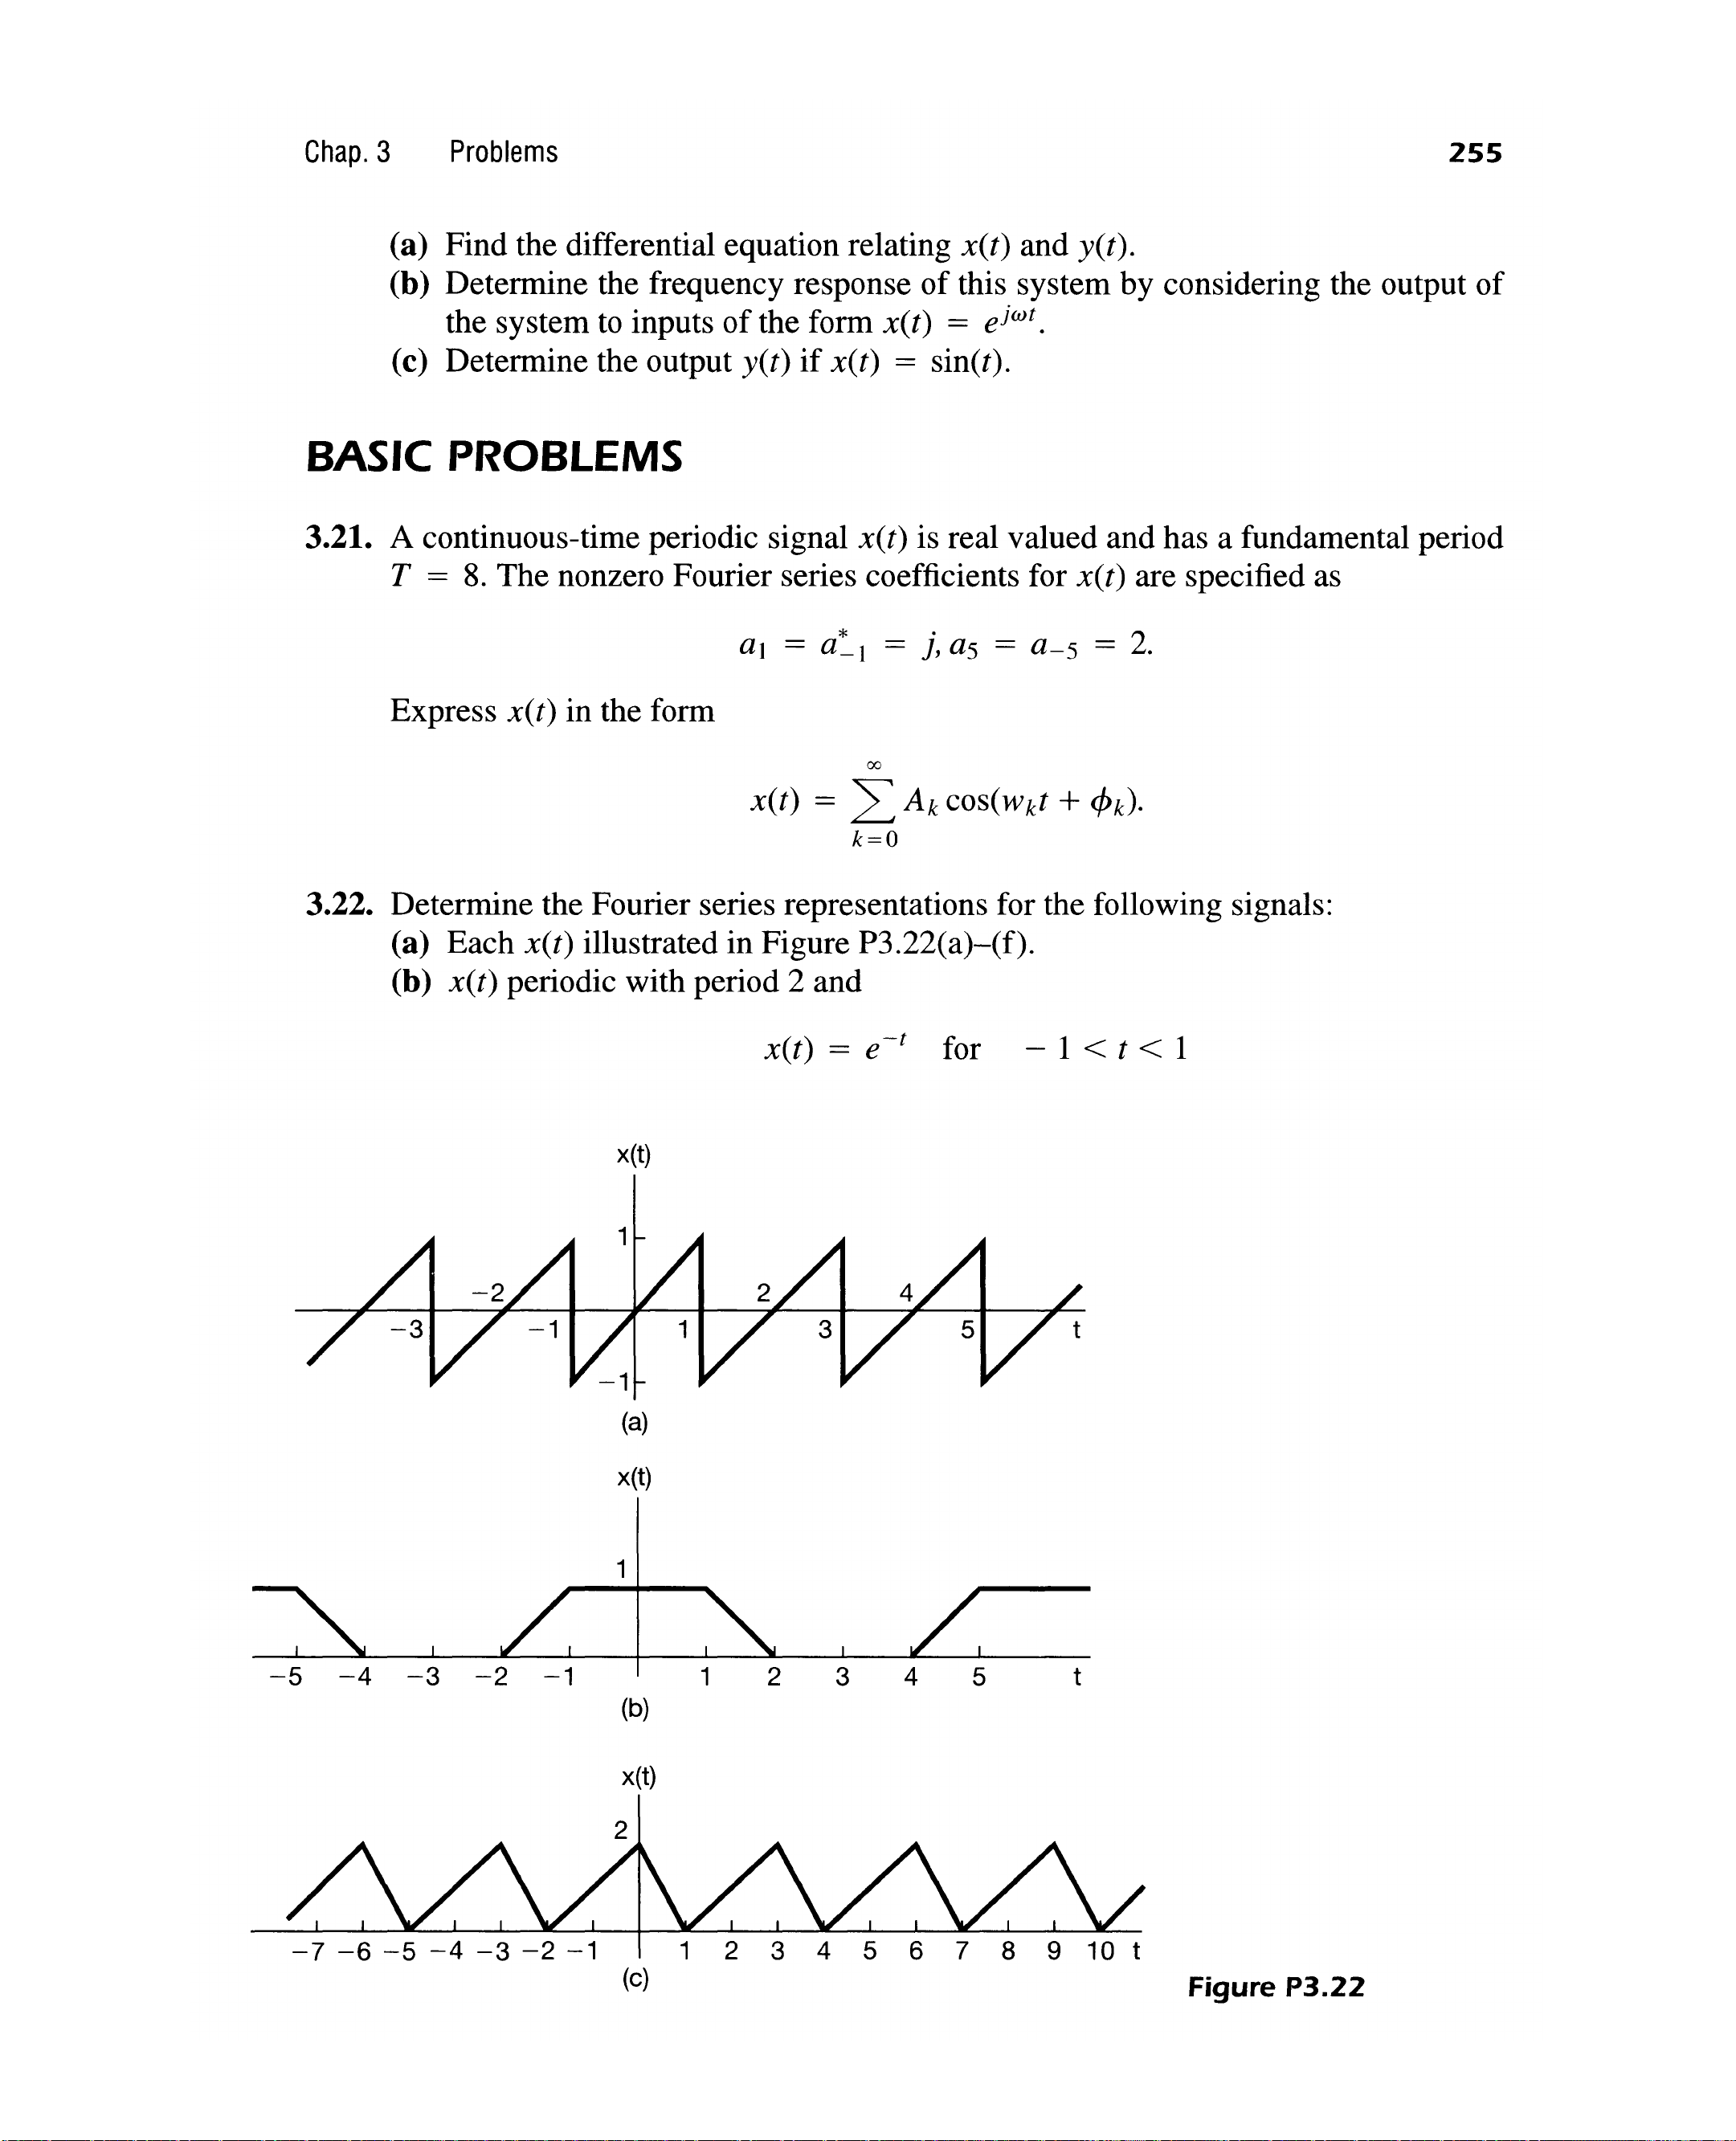 Chap. 3 Problems 255
(a) Find the differential equation relating x(t) and y(t).
(b) Determine the frequency response of this system by considering the output of
the system to inputs of the form x(t) = e^{jωt}.
(c) Determine the output y(t) if x(t) = sin(t).
BASIC PROBLEMS
3.21. A continuous-time periodic signal x(t) is real valued and has a fundamental period
T = 8. The nonzero Fourier series coefficients for x(t) are specified as
a_1 = a^*_{-1} = j, a_5 = a_{-5} = 2.
Express x(t) in the form
x(t) = \sum_{k=0}^{∞} A_k cos(w_k t + ϕ_k).
3.22. Determine the Fourier series representations for the following signals:
(a) Each x(t) illustrated in Figure P3.22(a)–(f).
(b) x(t) periodic with period 2 and
x(t) = e^{-t} for − 1 < t < 1
x(t)
1
−2 2 4
−3 −1 1 3 5 t
−1
(a)
x(t)
1
−5 −4 −3 −2 −1 1 2 3 4 5 t
(b)
x(t)
2
−7 −6 −5 −4 −3 −2 −1 1 2 3 4 5 6 7 8 9 10 t
(c)
Figure P3.22